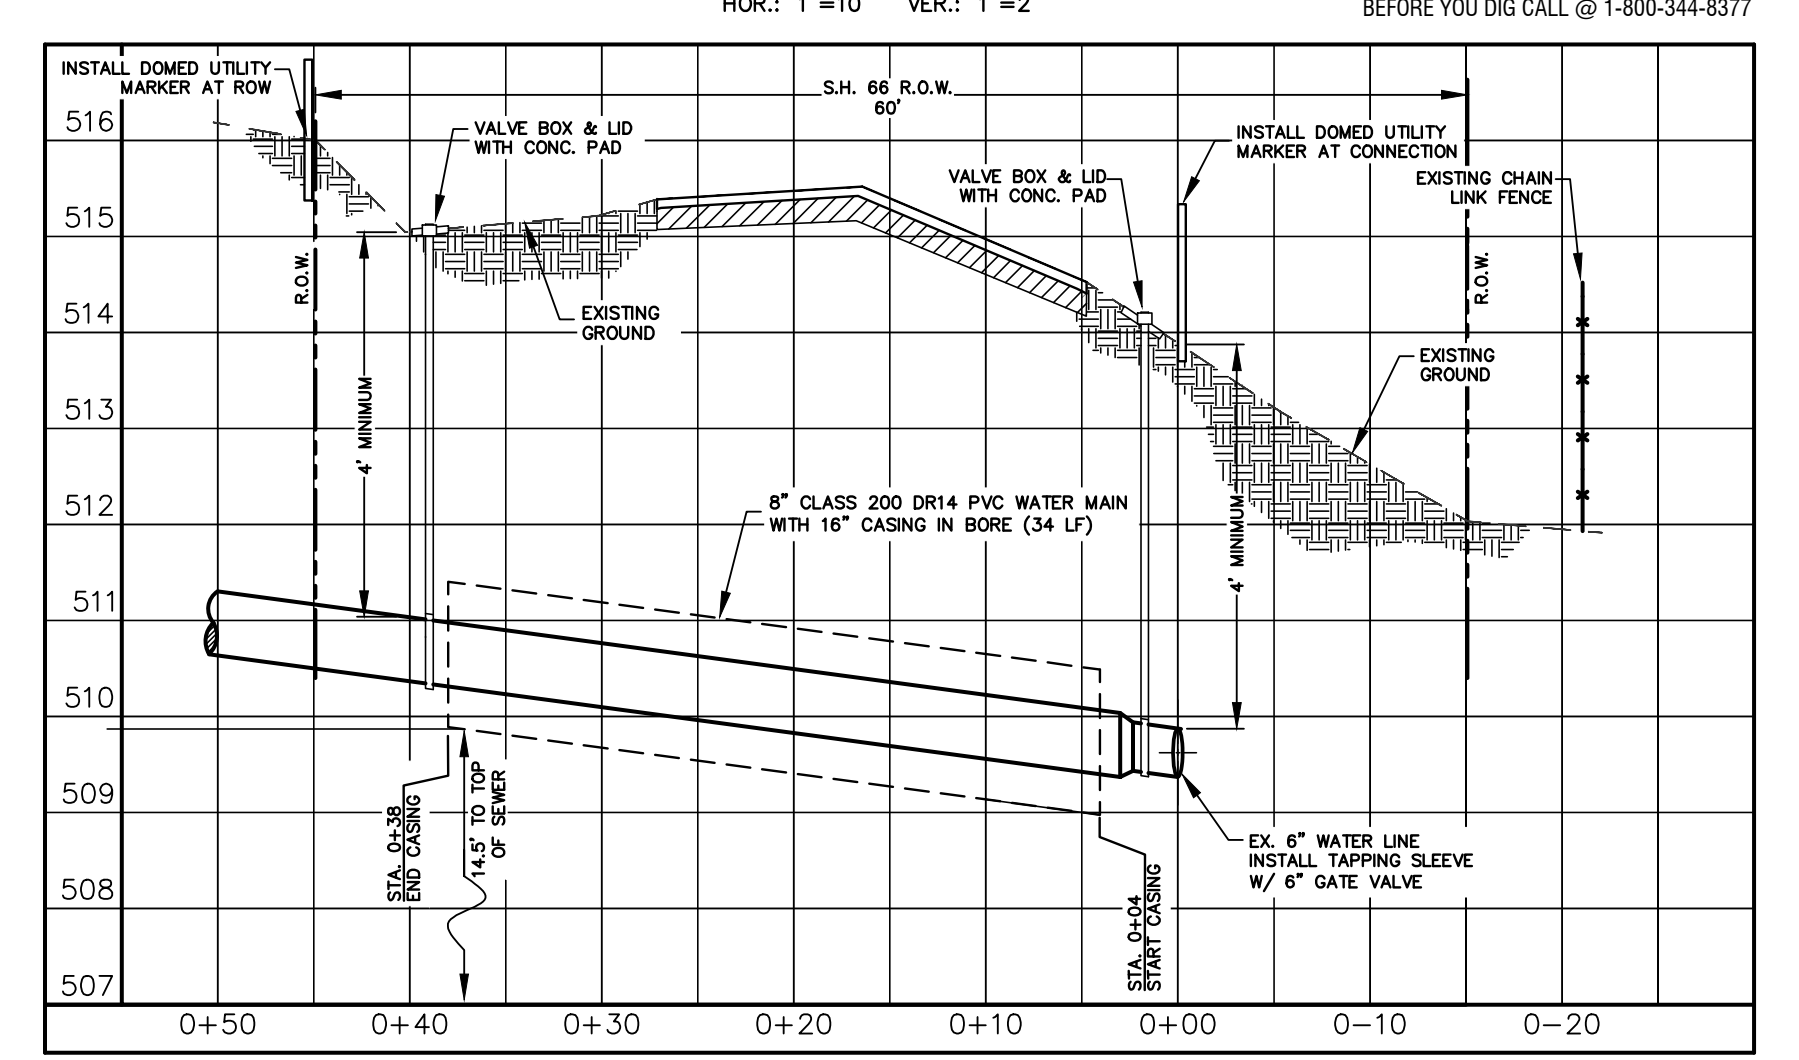 HOR.: 1"=10' VER.: 1"=2'
BEFORE YOU DIG CALL @ 1-800-344-8377
INSTALL DOMED UTILITY
MARKER AT ROW
S.H. 66 R.O.W.
60'
VALVE BOX & LID
WITH CONC. PAD
INSTALL DOMED UTILITY
MARKER AT CONNECTION
VALVE BOX & LID
WITH CONC. PAD
EXISTING CHAIN
LINK FENCE
516
515
514
513
512
511
510
509
508
507
R.O.W.
R.O.W.
EXISTING
GROUND
EXISTING
GROUND
4' MINIMUM
4' MINIMUM
8" CLASS 200 DR14 PVC WATER MAIN
WITH 16" CASING IN BORE (34 LF)
STA. 0+38
END CASING
14.5' TO TOP
OF SEWER
STA. 0+04
START CASING
EX. 6" WATER LINE
INSTALL TAPPING SLEEVE
W/ 6" GATE VALVE
0+50 0+40 0+30 0+20 0+10 0+00 0-10 0-20